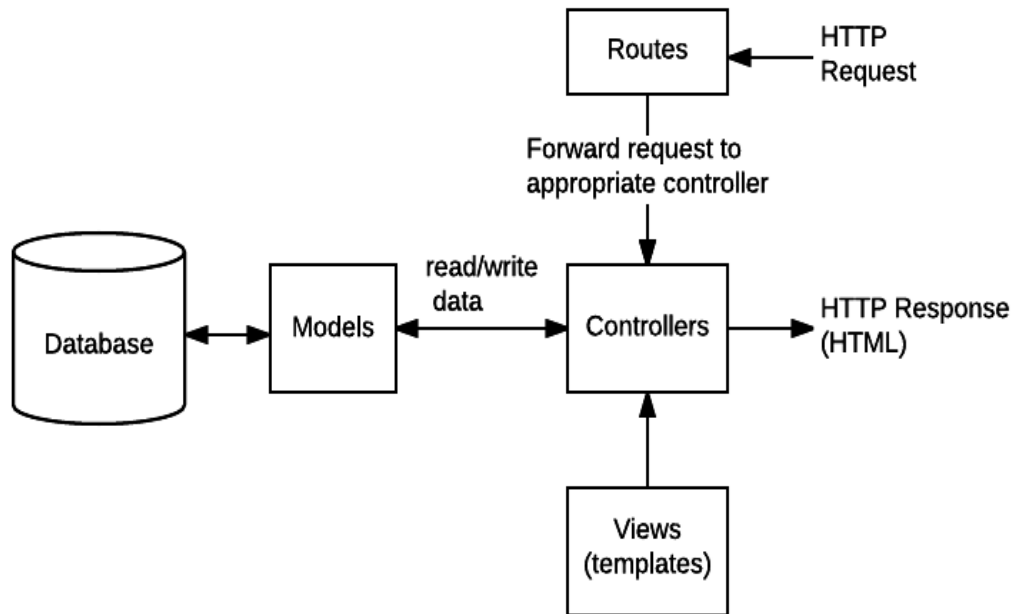 Routes
HTTP
Request
Forward request to
appropriate controller
read/write
data
Database
Models
Controllers
HTTP Response
(HTML)
Views
(templates)